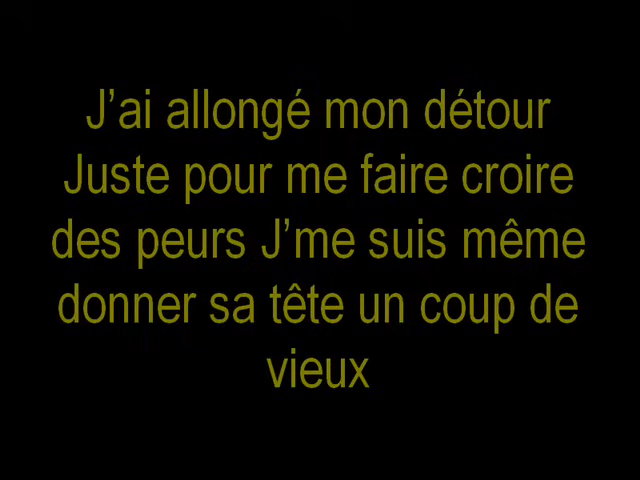 J’ai allongé mon détour
Juste pour me faire croire
des peurs J’me suis même
donner sa tête un coup de
vieux